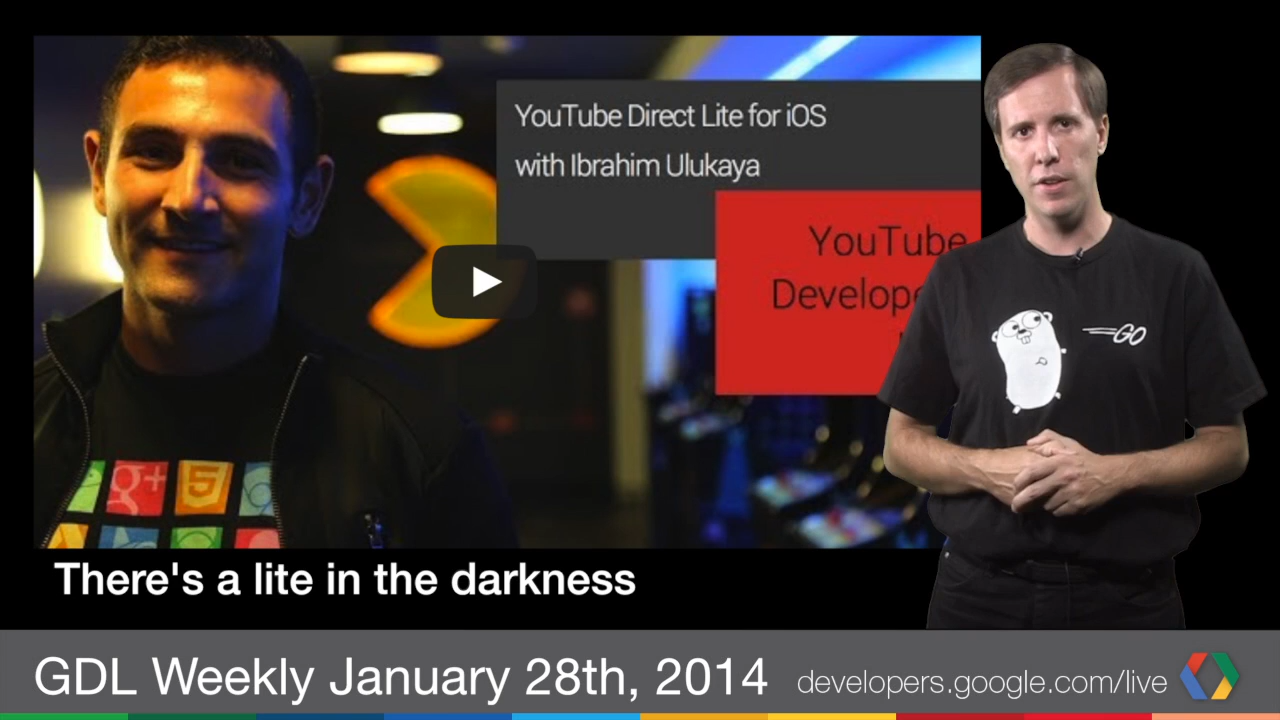 YouTube Direct Lite for iOS
with Ibrahim Ulukaya
YouTube
g+
5
GO
There's a lite in the darkness
GDL Weekly January 28th, 2014
developers.google.com/live